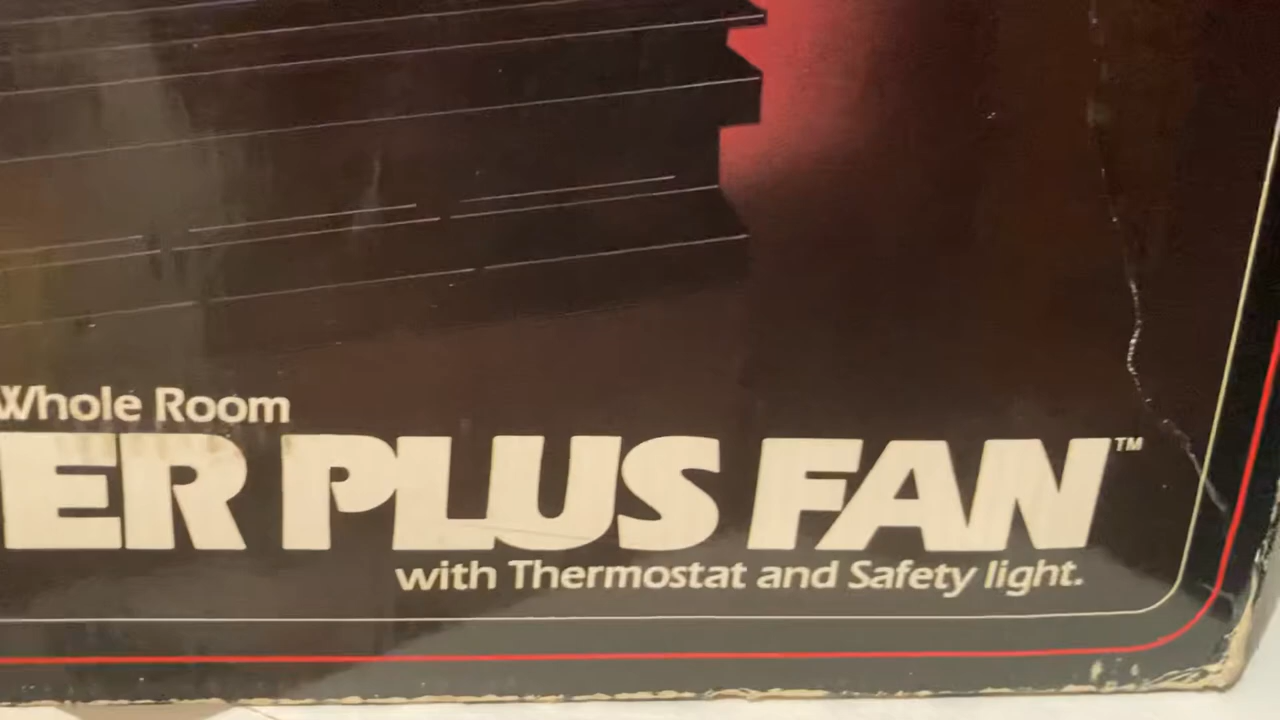 Whole Room
ER PLUS FAN™
with Thermostat and Safety light.